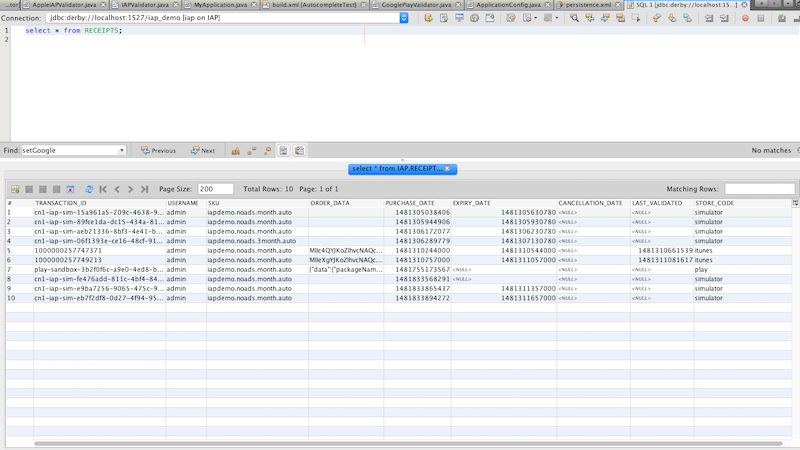 ...tor] AppleIAPValidator.java IAPValidator.java MyApplication.java build.xml [AutocompleteTest] GooglePlayValidator.java ApplicationConfig.java persistence.xml SQL 1 [jdbc:derby://localhost:15...
Connection: jdbc:derby://localhost:1527/iap_demo [iap on IAP]
1 select * from RECEIPTS;
2
Find: setGoogle Previous Next No matches
select * from IAP.RECEIPT...
Page Size: 200 Total Rows: 10 Page: 1 of 1 Matching Rows:
# TRANSACTION_ID USERNAME SKU ORDER_DATA PURCHASE_DATE EXPIRY_DATE CANCELLATION_DATE LAST_VALIDATED STORE_CODE
1 cn1-iap-sim-15a961a5-209c-4638-9... admin iapdemo.noads.month.auto 1481305038406 1481305630780 <NULL> <NULL> simulator
2 cn1-iap-sim-89fce1da-dc15-434a-81... admin iapdemo.noads.month.auto 1481305944906 1481305930780 <NULL> <NULL> simulator
3 cn1-iap-sim-aeb21336-8bf3-4e41-b... admin iapdemo.noads.month.auto 1481306172077 1481306230780 <NULL> <NULL> simulator
4 cn1-iap-sim-06f1393e-ce16-48cf-91... admin iapdemo.noads.3month.auto 1481306289779 1481307130780 <NULL> <NULL> simulator
5 1000000257747371 admin iapdemo.noads.month.auto MIIc4QYJKoZIhvcNAQc... 1481310244000 1481310544000 <NULL> 1481310661539 itunes
6 1000000257749213 admin iapdemo.noads.month.auto MIIeXgYJKoZIhvcNAQc... 1481310757000 1481311057000 <NULL> 1481311081617 itunes
7 play-sandbox-3b2f0f6c-a9e0-4ed8-b... admin iapdemo.noads.month.auto {"data":{"packageNam... 1481755173567 <NULL> <NULL> <NULL> play
8 cn1-iap-sim-fe476add-811c-4bf4-84... admin iapdemo.noads.month.auto 1481833568291 <NULL> <NULL> <NULL> simulator
9 cn1-iap-sim-e9ba7256-9065-475c-9... admin iapdemo.noads.month.auto 1481833865437 1481311357000 <NULL> <NULL> simulator
10 cn1-iap-sim-eb7f2df8-0d27-4f94-95... admin iapdemo.noads.month.auto 1481833894272 1481311657000 <NULL> <NULL> simulator